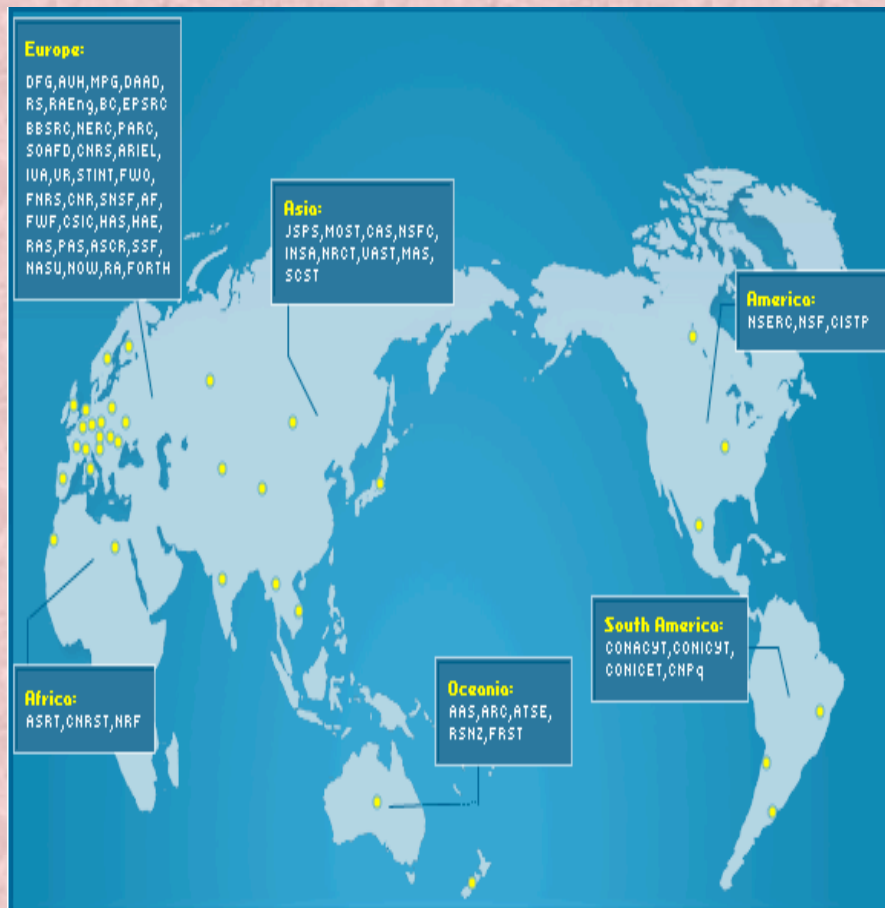 Europe:
DFG,AVH,MPG,DAAD,
RS,RAEng,BC,EPSRC
BBSRC,NERC,PARC,
SOAFD,CNRS,ARIEL,
IVA,VR,STINT,FWO,
FNRS,CNR,SNSF,AF,
FWF,CSIC,HAS,HAE,
RAS,PAS,ASCR,SSF,
NASU,NOW,RA,FORTH
Asia:
JSPS,MOST,CAS,NSFC,
INSA,NRCT,VAST,MAS,
SCST
America:
NSERC,NSF,CISTP
South America:
CONACYT,CONICYT,
CONICET,CNPq
Africa:
ASRT,CNRST,NRF
Oceania:
AAS,ARC,ATSE,
RSNZ,FRST